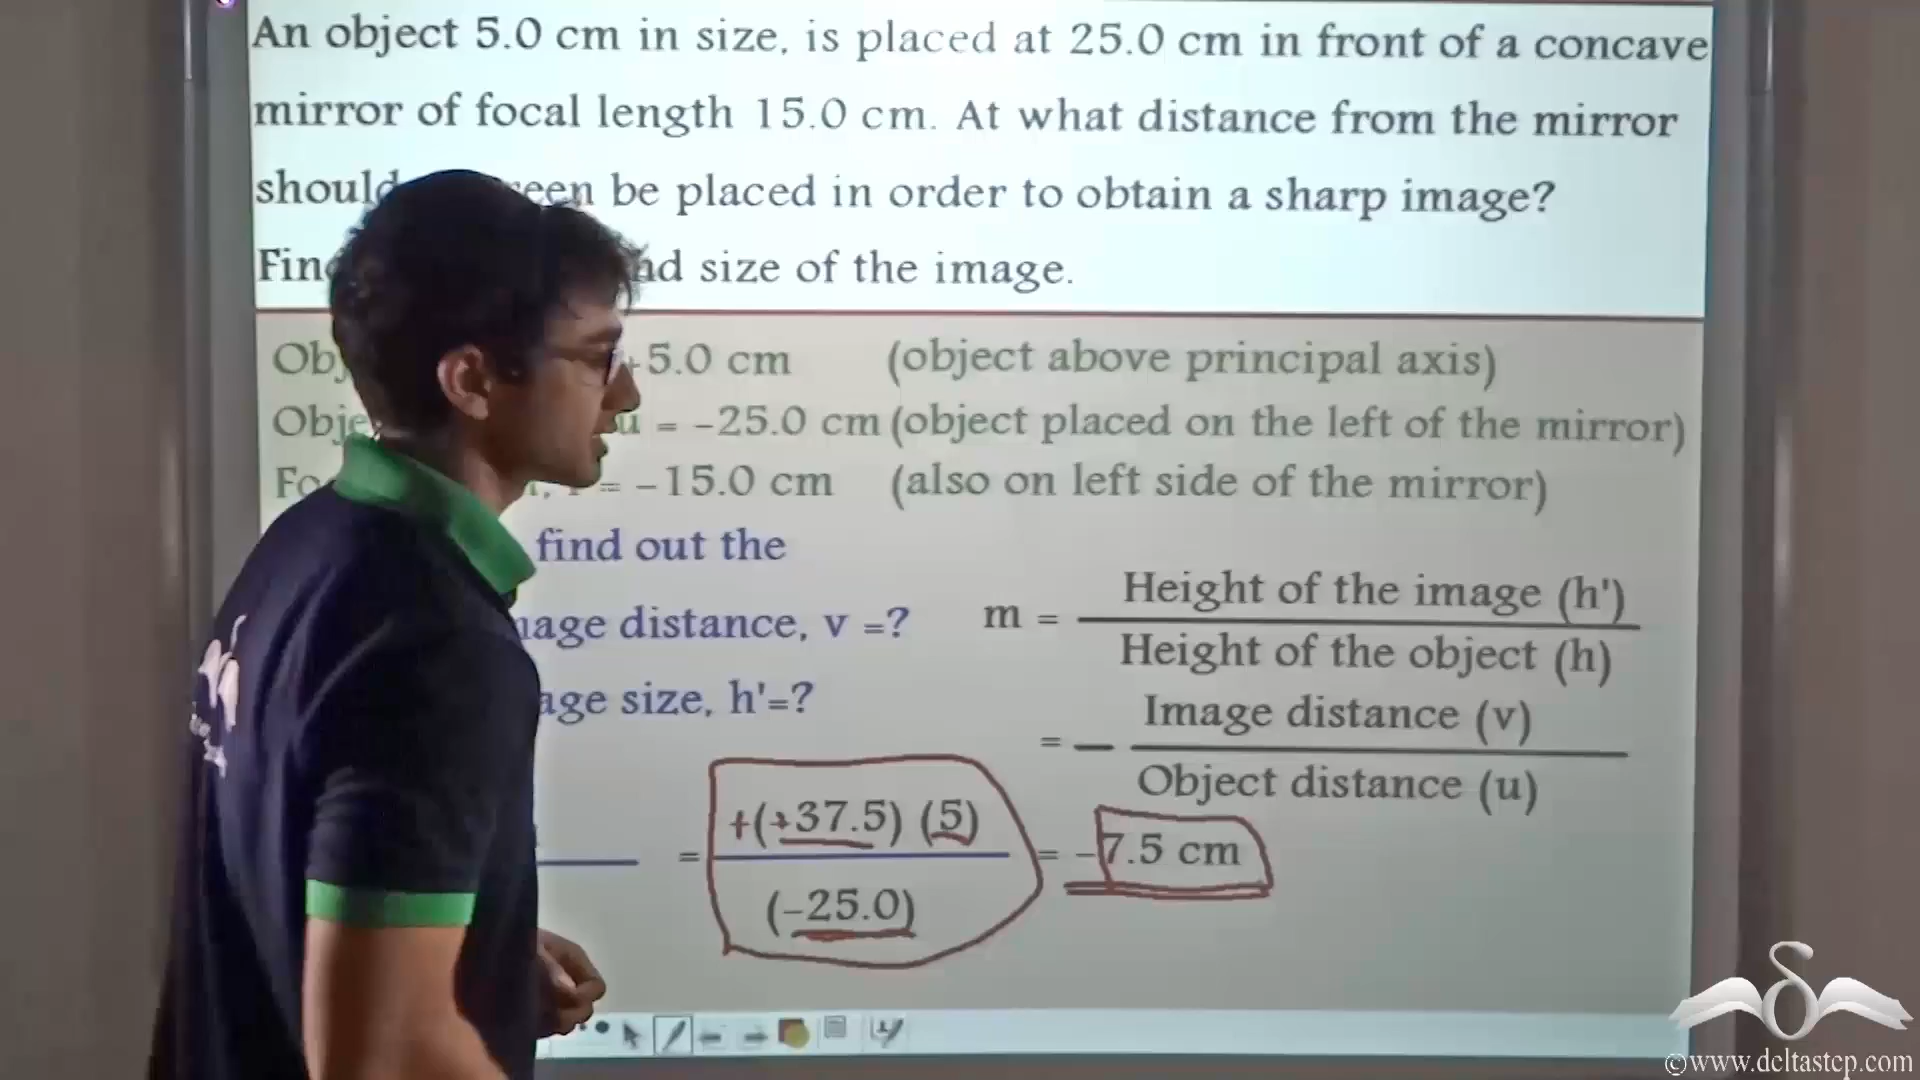 An object 5.0 cm in size, is placed at 25.0 cm in front of a concave
mirror of focal length 15.0 cm. At what distance from the mirror
should be placed in order to obtain a sharp image?
size of the image.
5.0 cm (object above principal axis)
u = -25.0 cm (object placed on the left of the mirror)
= -15.0 cm (also on left side of the mirror)
find out the
distance, v =?
size, h'=?
m = Height of the image (h')
Height of the object (h)
= - Image distance (v)
Object distance (u)
= +(+37.5) (5) = -7.5 cm
(-25.0)
©www.deltastep.com